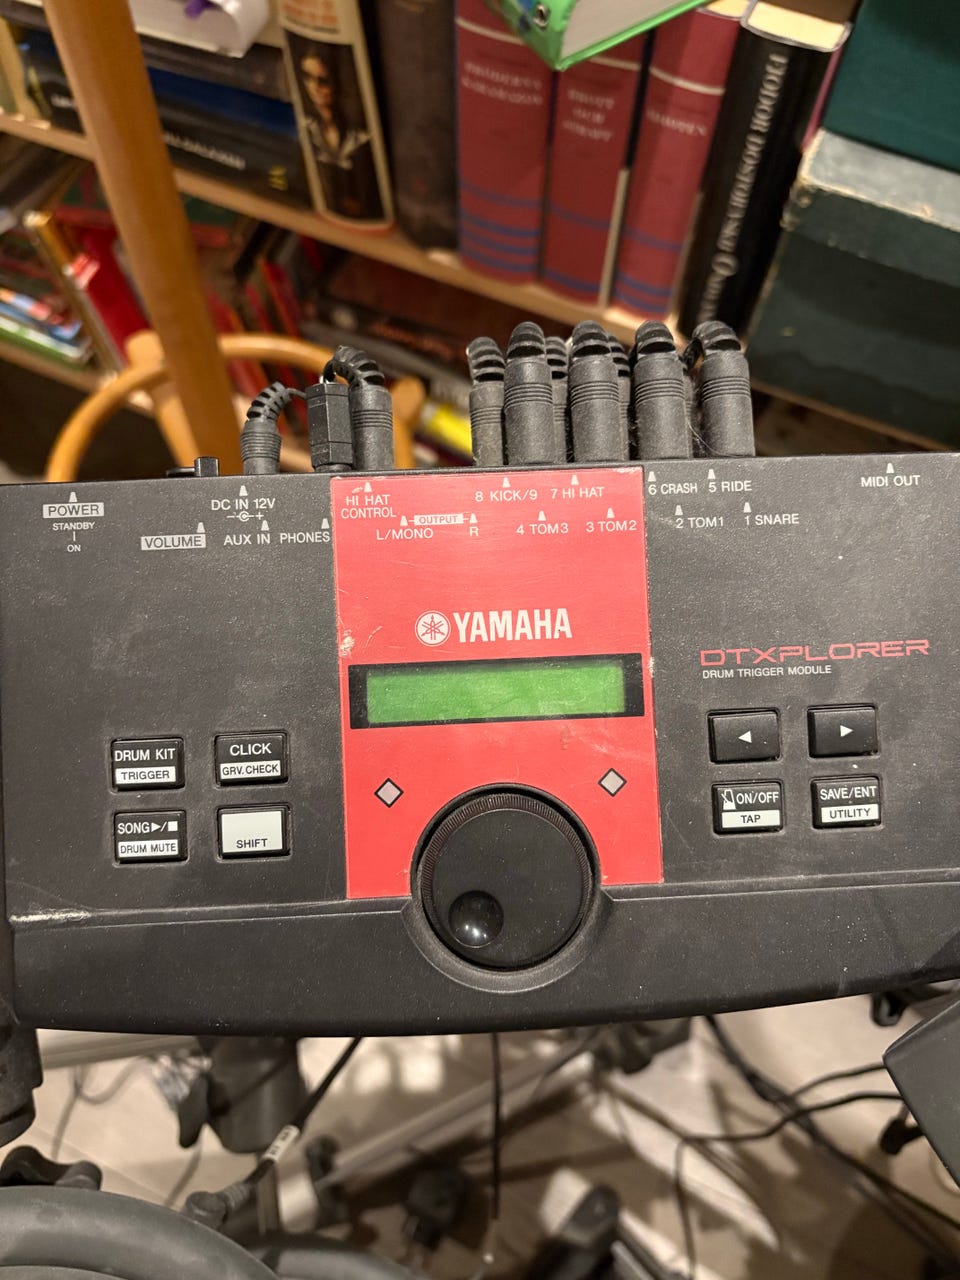 FJODOR DOSTOJEVSKIJ
POWER
STANDBY
ON
DC IN 12V
VOLUME
AUX IN
PHONES
HI HAT
CONTROL
L/MONO
OUTPUT
R
8 KICK/9
7 HI HAT
4 TOM3
3 TOM2
6 CRASH
5 RIDE
2 TOM1
1 SNARE
MIDI OUT
YAMAHA
DTXPLORER
DRUM TRIGGER MODULE
DRUM KIT
TRIGGER
CLICK
GRV.CHECK
SONG▶/■
DRUM MUTE
SHIFT
◀
▶
ON/OFF
TAP
SAVE/ENT
UTILITY